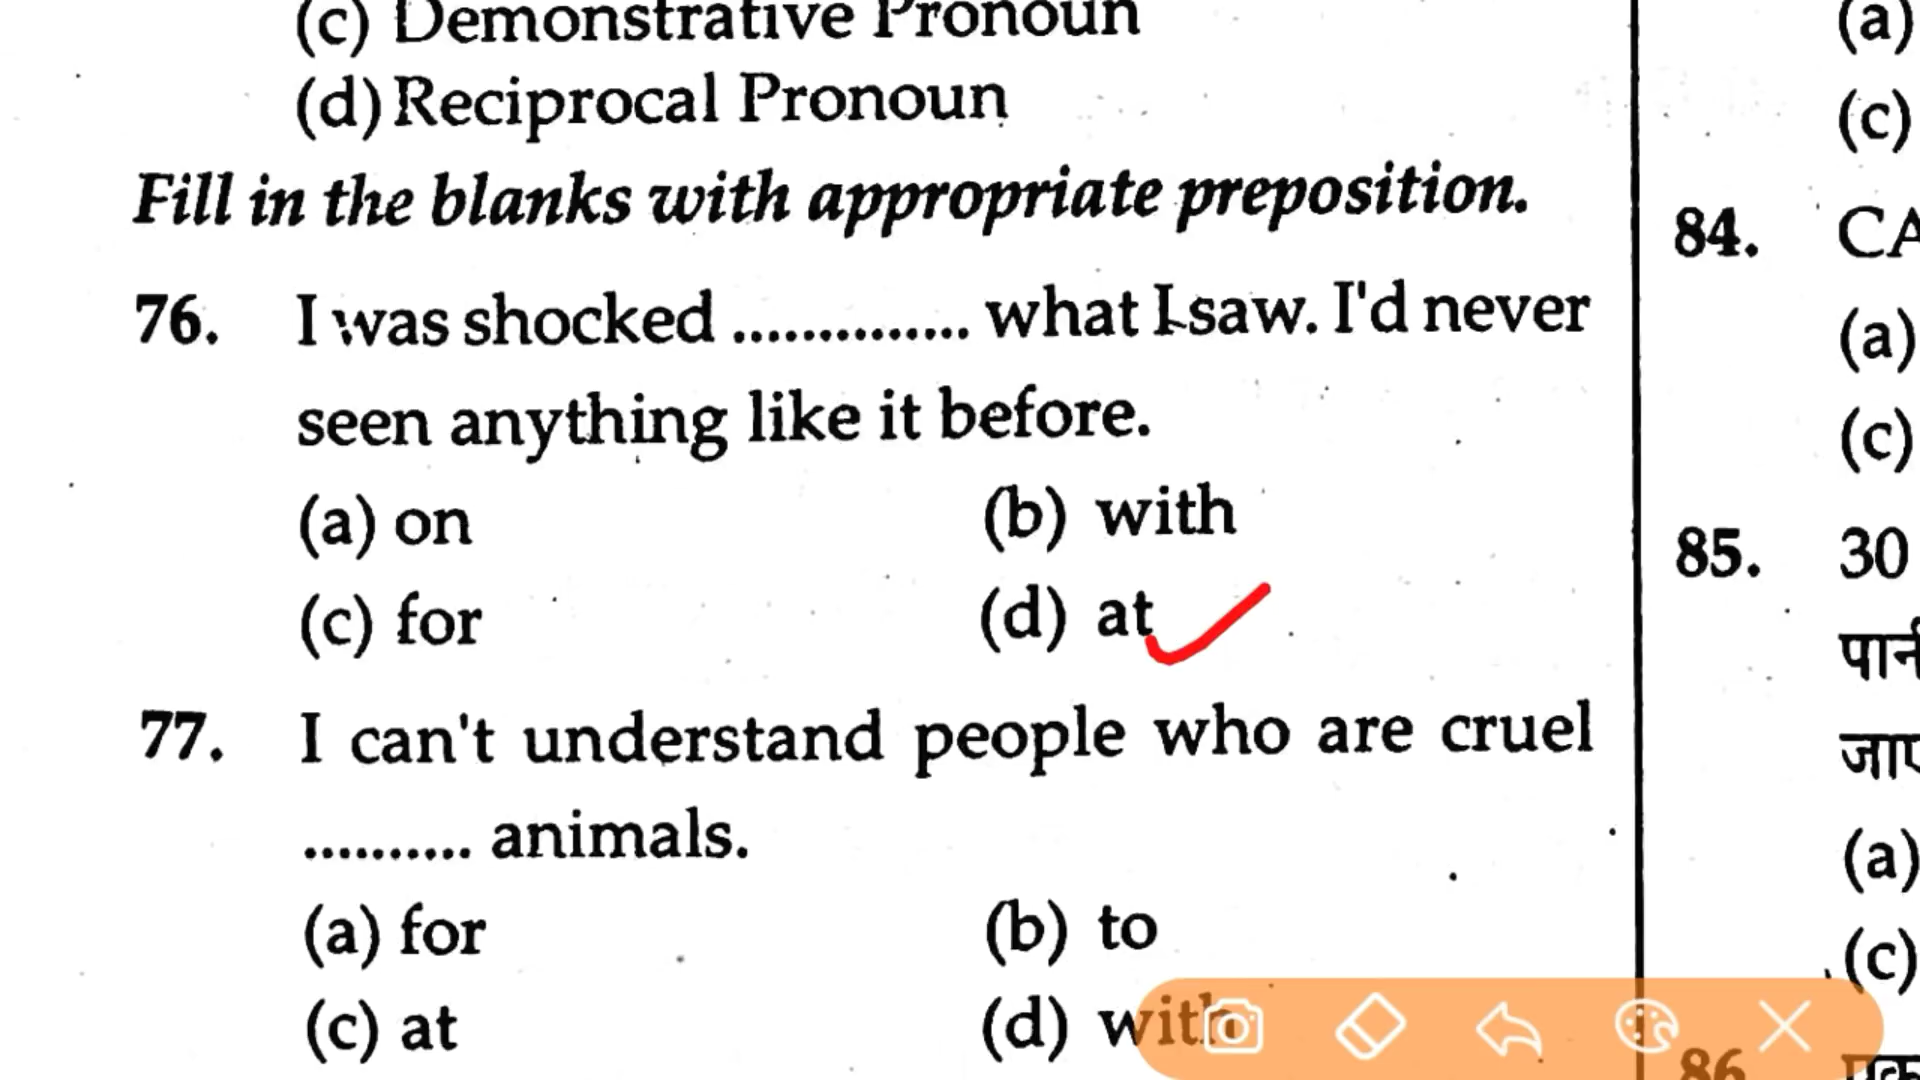 (c) Demonstrative Pronoun
(d) Reciprocal Pronoun
Fill in the blanks with appropriate preposition.
76. I was shocked .............. what I saw. I'd never
seen anything like it before.
(a) on (b) with
(c) for (d) at
77. I can't understand people who are cruel
.......... animals.
(a) for (b) to
(c) at (d) with
(a)
(c)
84. CA
(a)
(c)
85. 30
(a)
(c)
86